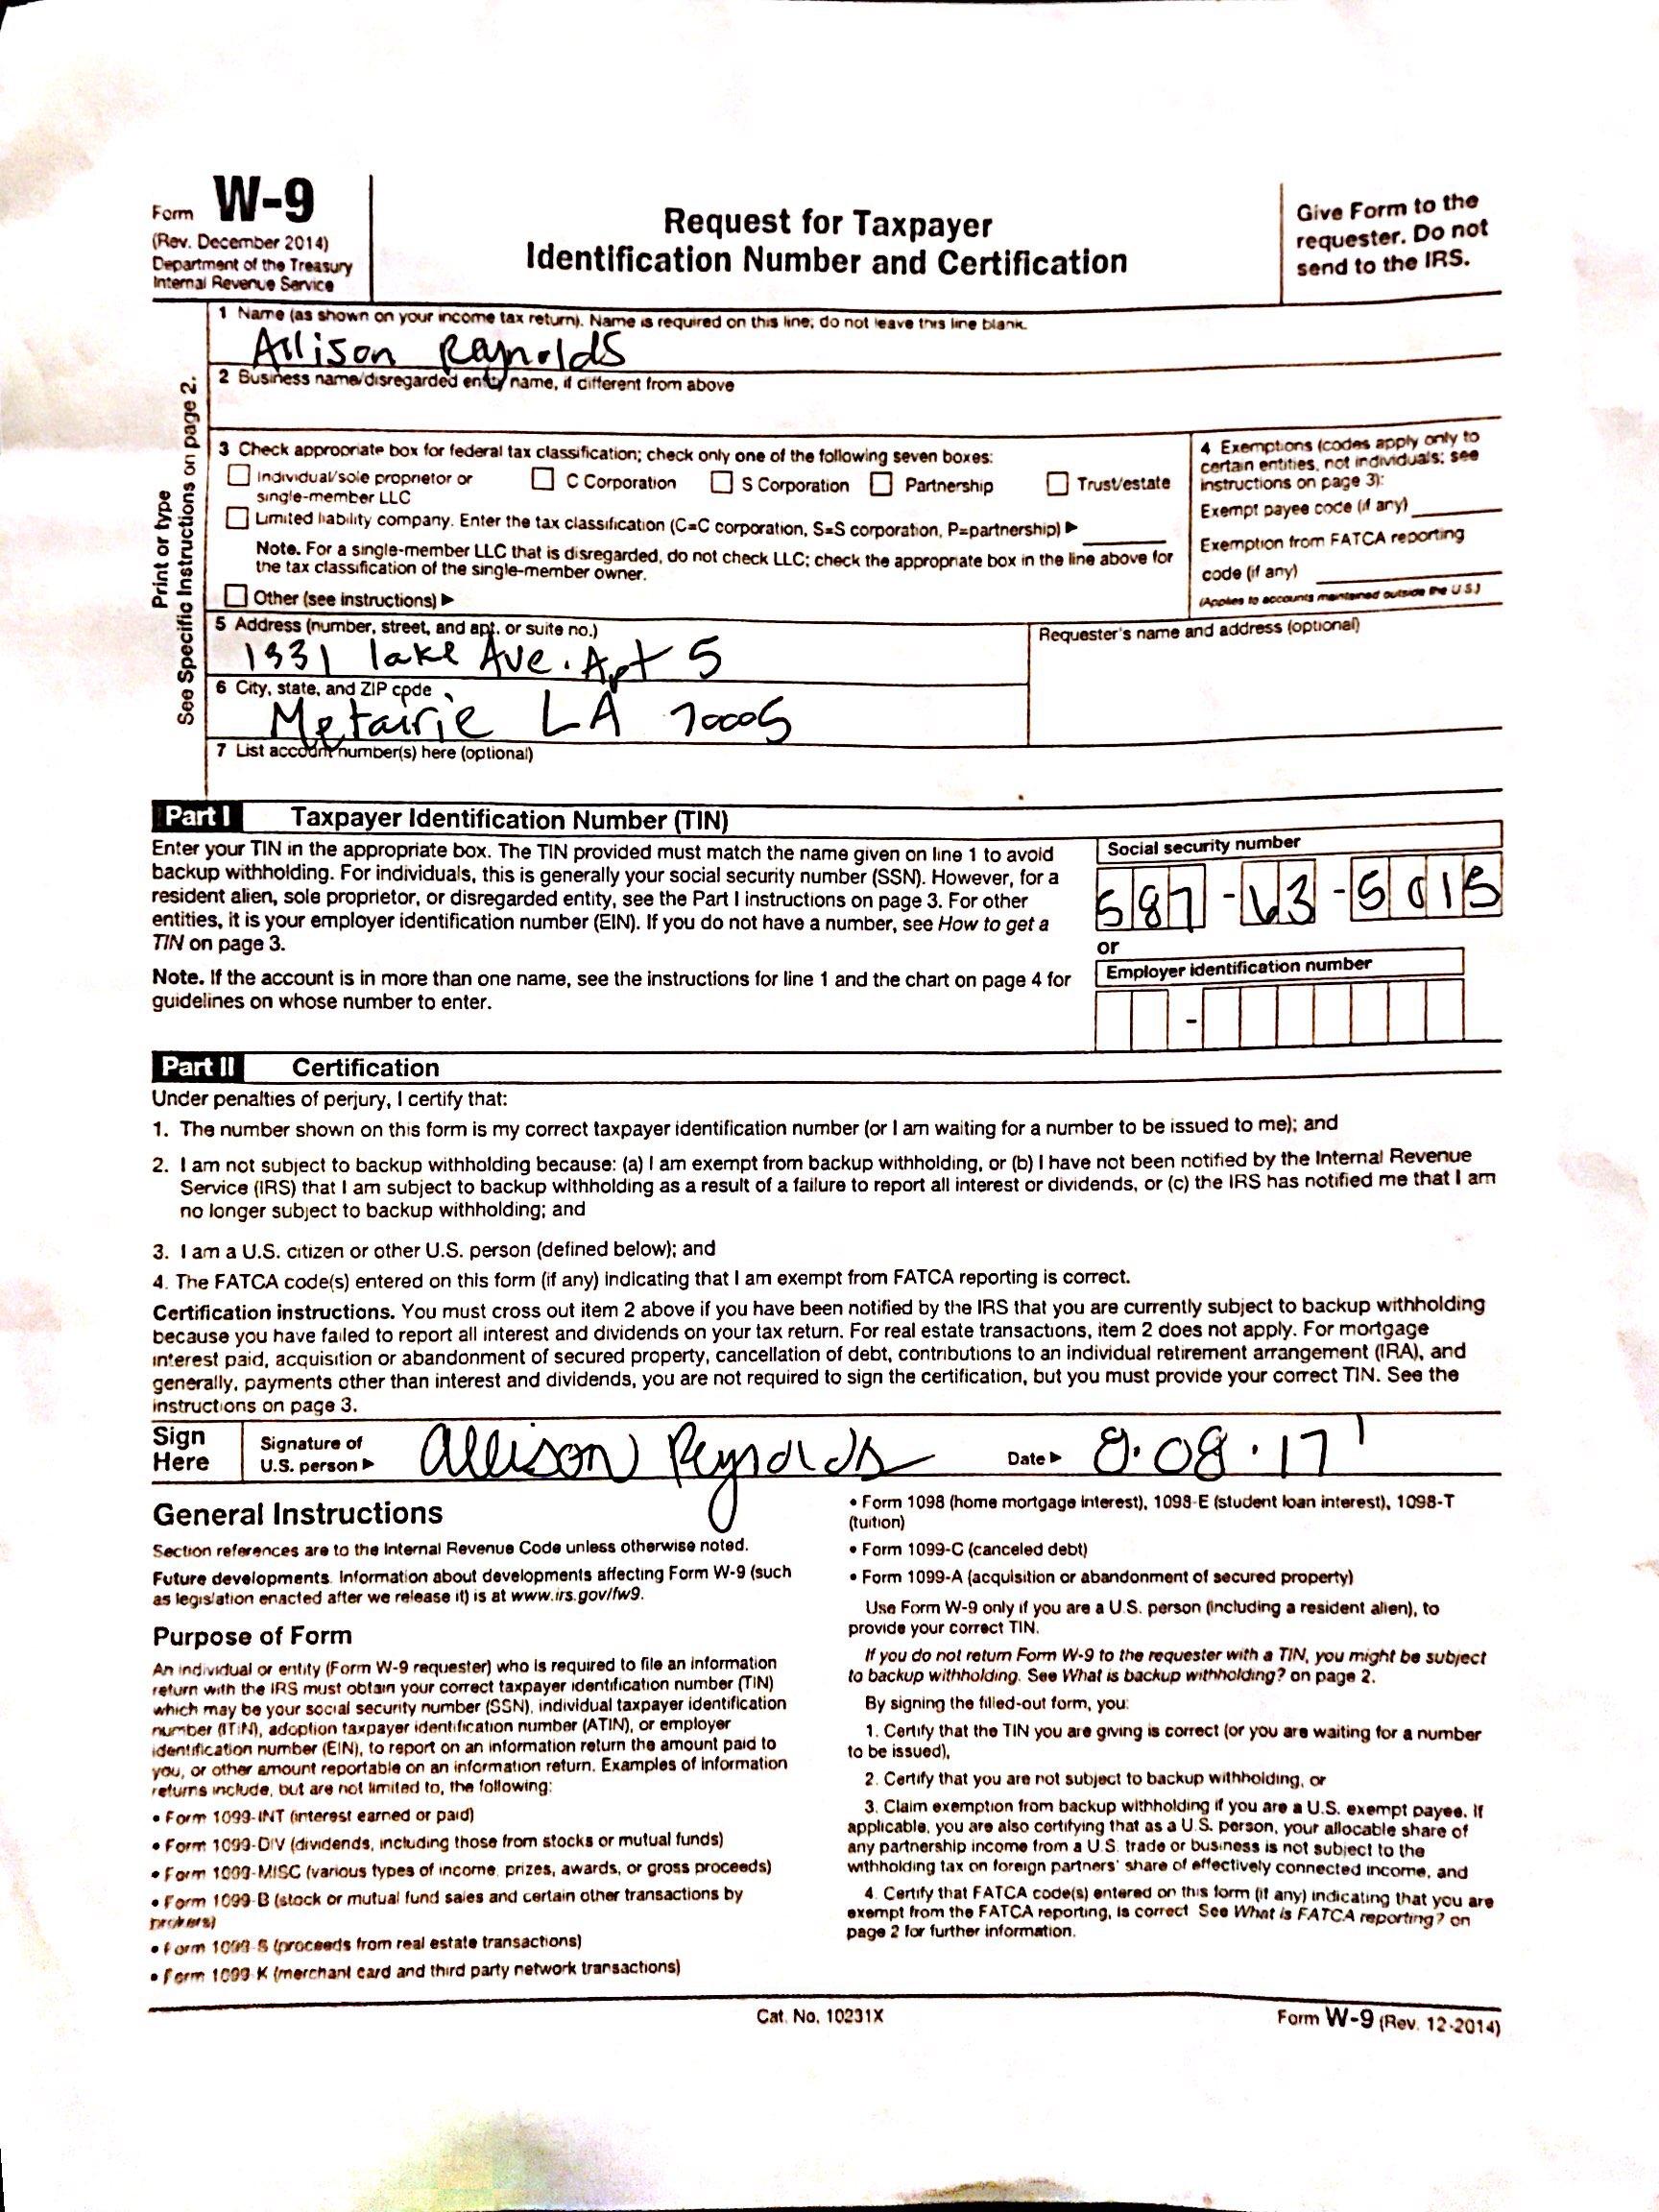 Form W-9
(Rev. December 2014)
Department of the Treasury
Internal Revenue Service
Request for Taxpayer
Identification Number and Certification
Give Form to the
requester. Do not
send to the IRS.
Print or type
See Specific Instructions on page 2.
1 Name (as shown on your income tax return). Name is required on this line; do not leave this line blank.
Allison Raynolds
2 Business name/disregarded entity name, if different from above
3 Check appropriate box for federal tax classification; check only one of the following seven boxes:
Individual/sole proprietor or
single-member LLC
C Corporation
S Corporation
Partnership
Trust/estate
Limited liability company. Enter the tax classification (C=C corporation, S=S corporation, P=partnership) ▶
Note. For a single-member LLC that is disregarded, do not check LLC; check the appropriate box in the line above for
the tax classification of the single-member owner.
Other (see instructions) ▶
4 Exemptions (codes apply only to
certain entities, not individuals; see
instructions on page 3):
Exempt payee code (if any)
Exemption from FATCA reporting
code (if any)
(Applies to accounts maintained outside the U.S.)
5 Address (number, street, and apt. or suite no.)
1331 lake Ave. Apt 5
Requester's name and address (optional)
6 City, state, and ZIP code
Metairie LA 70005
7 List account number(s) here (optional)
Part I Taxpayer Identification Number (TIN)
Enter your TIN in the appropriate box. The TIN provided must match the name given on line 1 to avoid
backup withholding. For individuals, this is generally your social security number (SSN). However, for a
resident alien, sole proprietor, or disregarded entity, see the Part I instructions on page 3. For other
entities, it is your employer identification number (EIN). If you do not have a number, see How to get a
TIN on page 3.
Note. If the account is in more than one name, see the instructions for line 1 and the chart on page 4 for
guidelines on whose number to enter.
Social security number
587-63-5015
or
Employer identification number
-
Part II Certification
Under penalties of perjury, I certify that:
1. The number shown on this form is my correct taxpayer identification number (or I am waiting for a number to be issued to me); and
2. I am not subject to backup withholding because: (a) I am exempt from backup withholding, or (b) I have not been notified by the Internal Revenue
Service (IRS) that I am subject to backup withholding as a result of a failure to report all interest or dividends, or (c) the IRS has notified me that I am
no longer subject to backup withholding; and
3. I am a U.S. citizen or other U.S. person (defined below); and
4. The FATCA code(s) entered on this form (if any) indicating that I am exempt from FATCA reporting is correct.
Certification instructions. You must cross out item 2 above if you have been notified by the IRS that you are currently subject to backup withholding
because you have failed to report all interest and dividends on your tax return. For real estate transactions, item 2 does not apply. For mortgage
interest paid, acquisition or abandonment of secured property, cancellation of debt, contributions to an individual retirement arrangement (IRA), and
generally, payments other than interest and dividends, you are not required to sign the certification, but you must provide your correct TIN. See the
instructions on page 3.
Sign
Here
Signature of
U.S. person ▶
allison Reynolds
Date ▶ 8.08.17
General Instructions
Section references are to the Internal Revenue Code unless otherwise noted.
Future developments. Information about developments affecting Form W-9 (such
as legislation enacted after we release it) is at www.irs.gov/fw9.
Purpose of Form
An individual or entity (Form W-9 requester) who is required to file an information
return with the IRS must obtain your correct taxpayer identification number (TIN)
which may be your social security number (SSN), individual taxpayer identification
number (ITIN), adoption taxpayer identification number (ATIN), or employer
identification number (EIN), to report on an information return the amount paid to
you, or other amount reportable on an information return. Examples of information
returns include, but are not limited to, the following:
• Form 1099-INT (interest earned or paid)
• Form 1099-DIV (dividends, including those from stocks or mutual funds)
• Form 1099-MISC (various types of income, prizes, awards, or gross proceeds)
• Form 1099-B (stock or mutual fund sales and certain other transactions by
brokers)
• Form 1099-S (proceeds from real estate transactions)
• Form 1099-K (merchant card and third party network transactions)
• Form 1098 (home mortgage interest), 1098-E (student loan interest), 1098-T
(tuition)
• Form 1099-C (canceled debt)
• Form 1099-A (acquisition or abandonment of secured property)
Use Form W-9 only if you are a U.S. person (including a resident alien), to
provide your correct TIN.
If you do not return Form W-9 to the requester with a TIN, you might be subject
to backup withholding. See What is backup withholding? on page 2.
By signing the filled-out form, you:
1. Certify that the TIN you are giving is correct (or you are waiting for a number
to be issued),
2. Certify that you are not subject to backup withholding, or
3. Claim exemption from backup withholding if you are a U.S. exempt payee. If
applicable, you are also certifying that as a U.S. person, your allocable share of
any partnership income from a U.S. trade or business is not subject to the
withholding tax on foreign partners' share of effectively connected income, and
4. Certify that FATCA code(s) entered on this form (if any) indicating that you are
exempt from the FATCA reporting, is correct See What is FATCA reporting? on
page 2 for further information.
Cat. No. 10231X
Form W-9 (Rev. 12-2014)